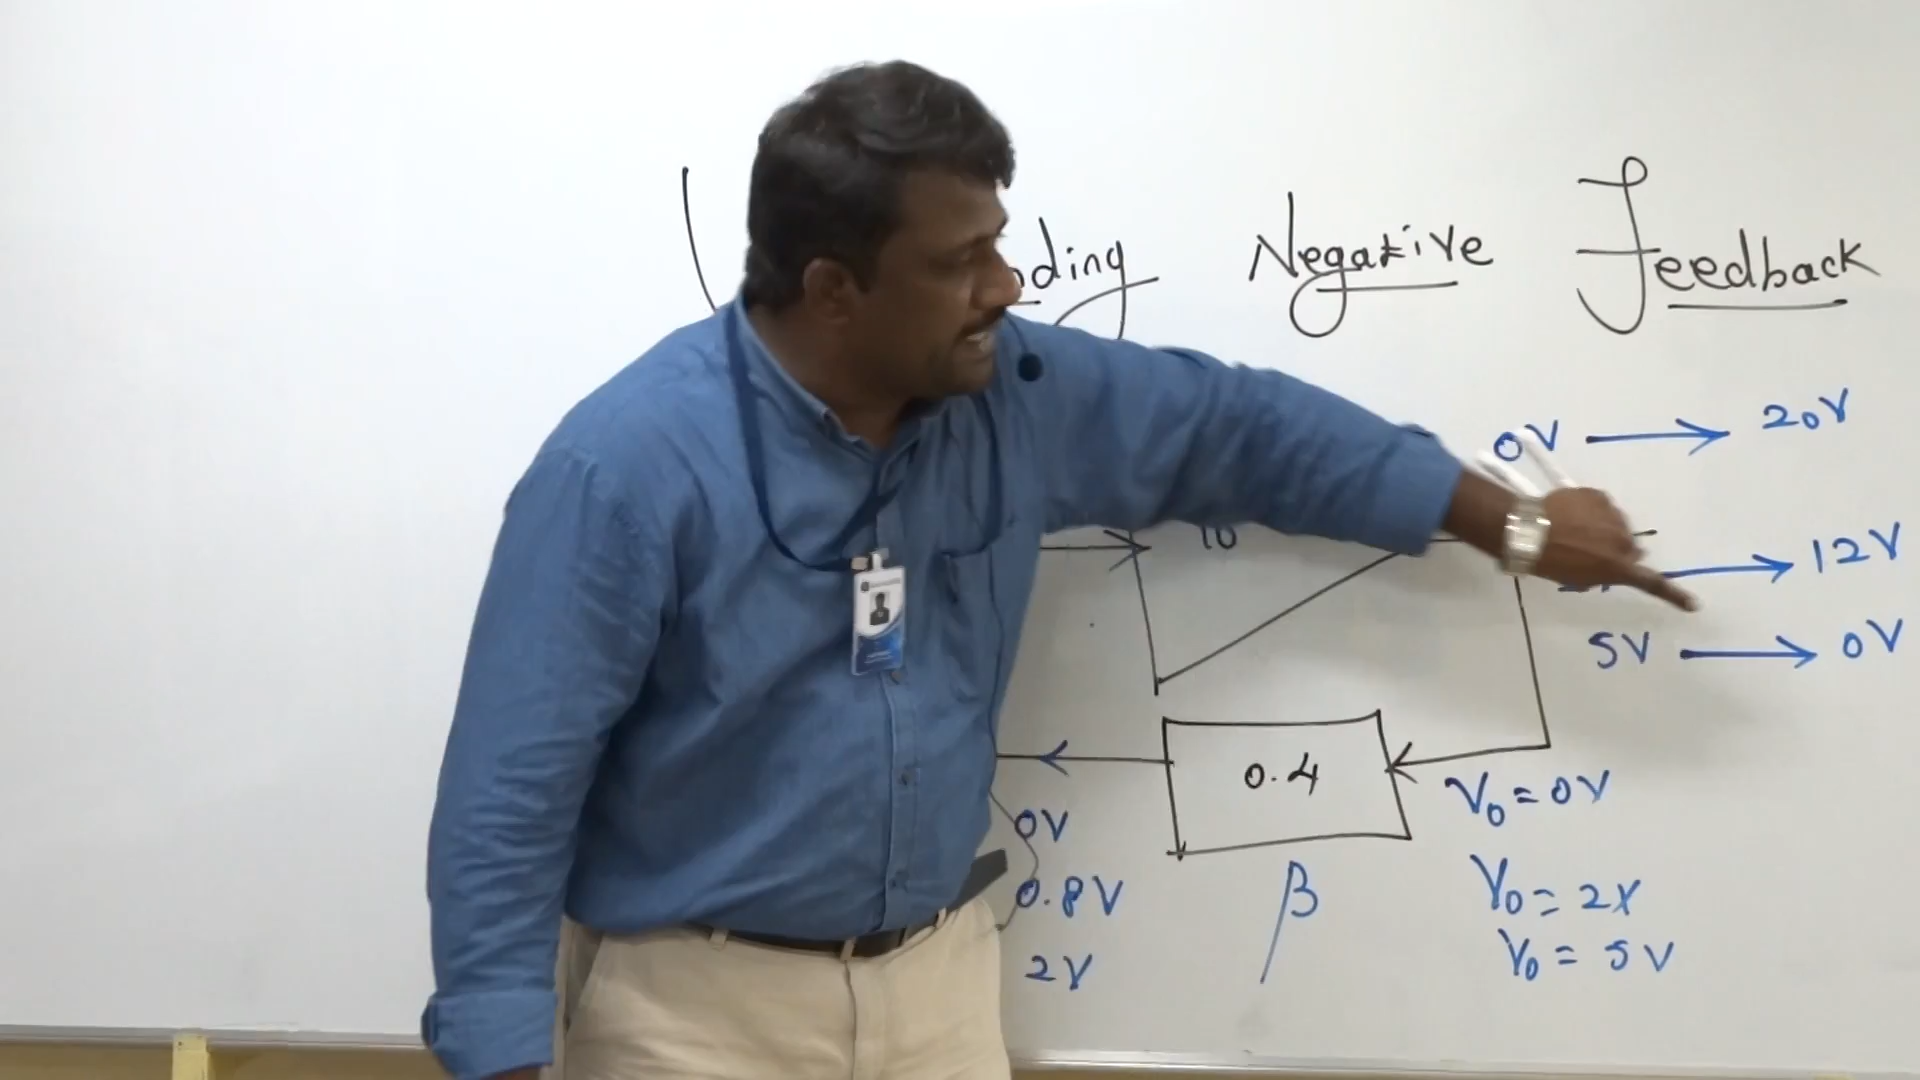 Negative Feedback
0V → 20V
10
→ 12V
5V → 0V
0.4
V₀ = 0V
0V
0.8V
β
V₀ = 2V
2V
V₀ = 5V